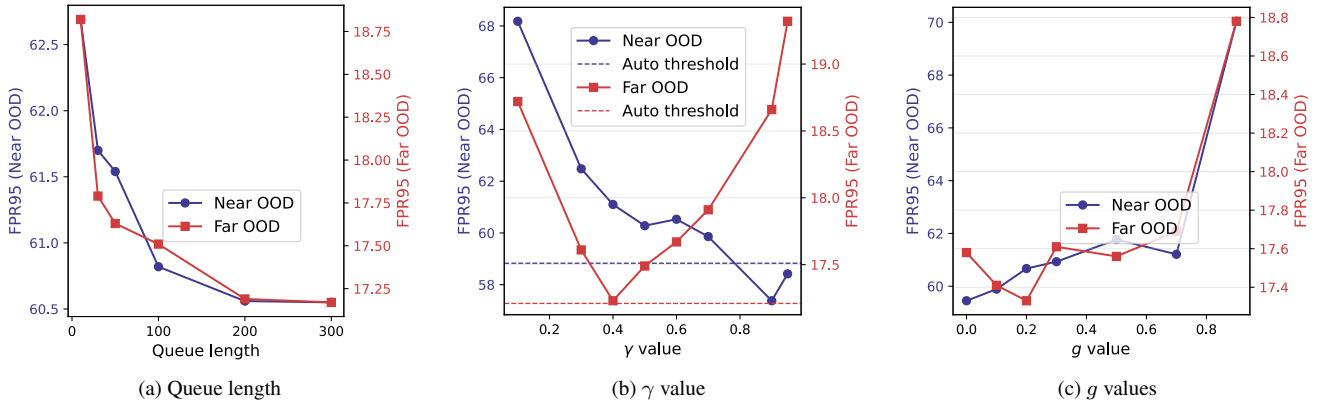 FPR95 (Near OOD)
62.5
62.0
61.5
61.0
60.5
0
100
200
300
Queue length
18.75
18.50
18.25
18.00
17.75
17.50
17.25
FPR95 (Far OOD)
Near OOD
Far OOD
(a) Queue length
FPR95 (Near OOD)
68
66
64
62
60
58
0.2
0.4
0.6
0.8
γ value
19.0
18.5
18.0
17.5
FPR95 (Far OOD)
Near OOD
Auto threshold
Far OOD
Auto threshold
(b) γ value
FPR95 (Near OOD)
70
68
66
64
62
60
0.0
0.2
0.4
0.6
0.8
g value
18.8
18.6
18.4
18.2
18.0
17.8
17.6
17.4
FPR95 (Far OOD)
Near OOD
Far OOD
(c) g values